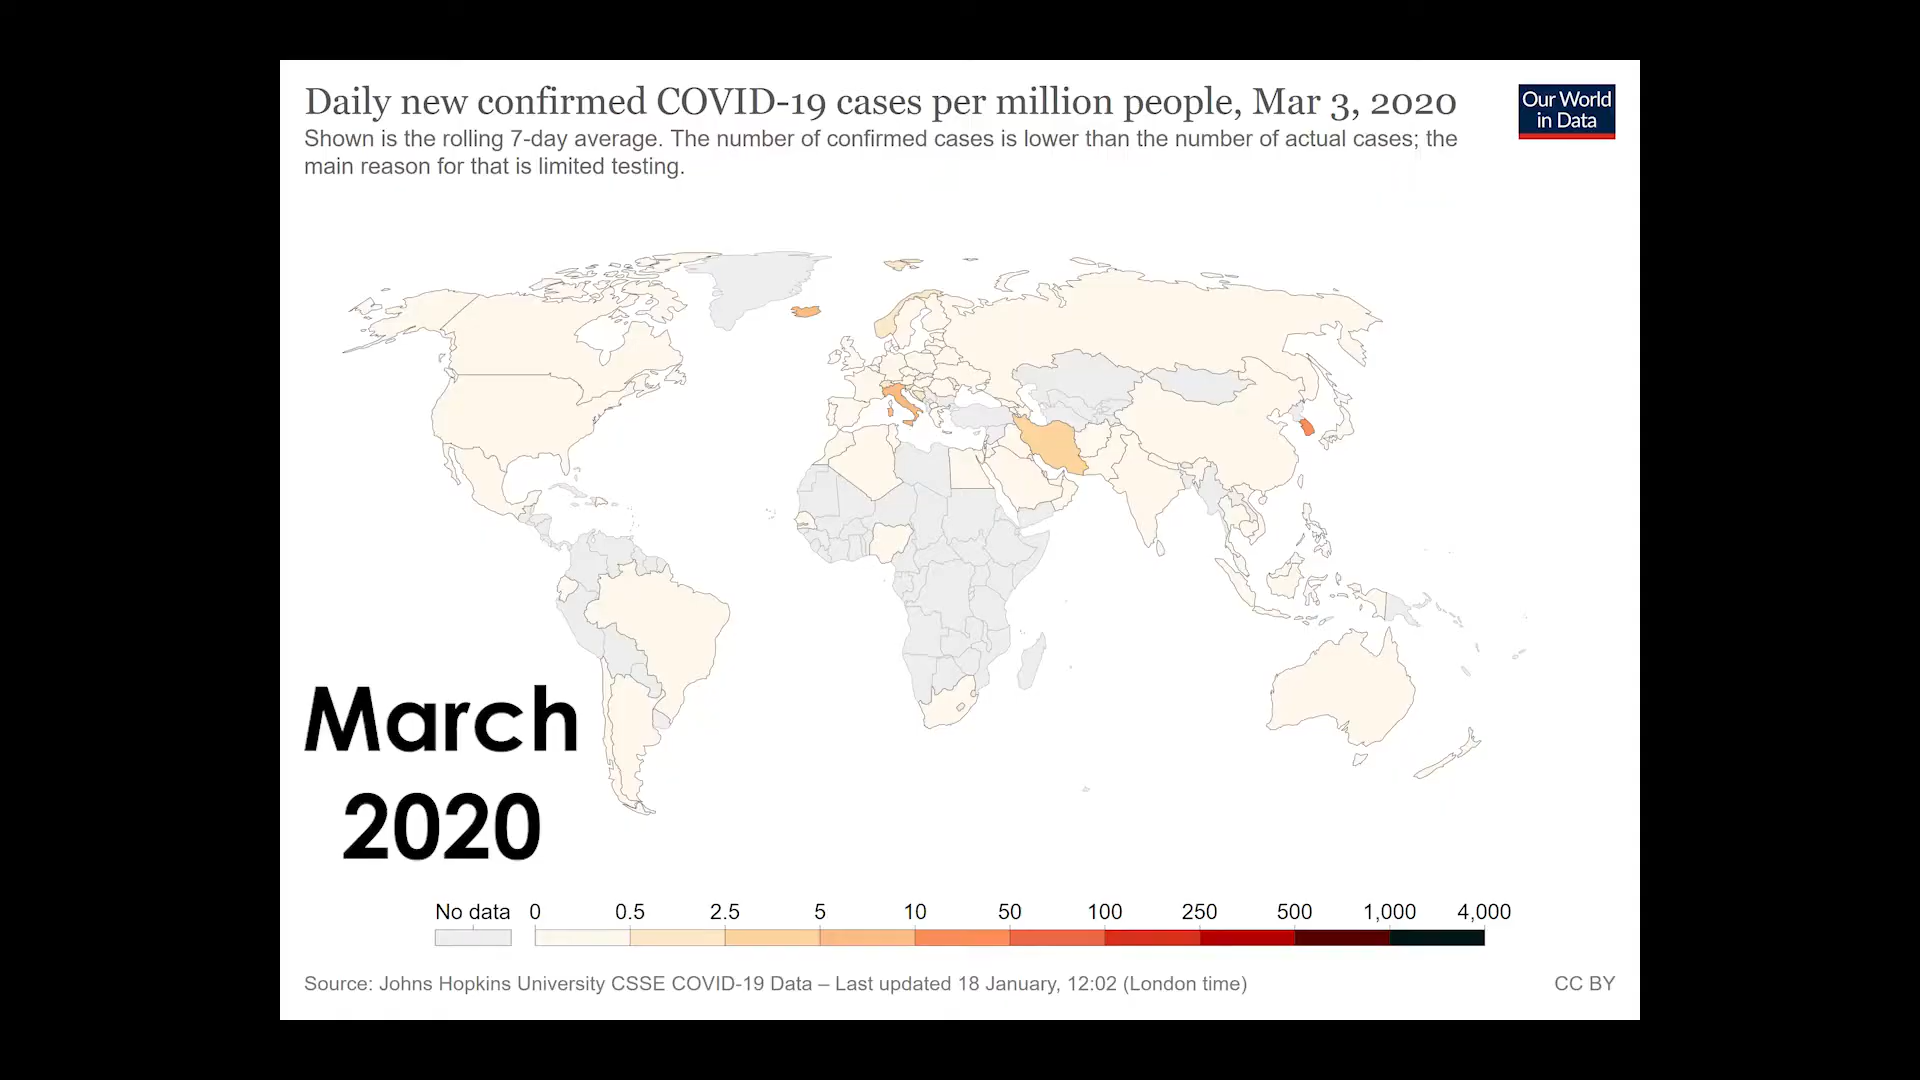 Daily new confirmed COVID-19 cases per million people, Mar 3, 2020
Our World
in Data
Shown is the rolling 7-day average. The number of confirmed cases is lower than the number of actual cases; the
main reason for that is limited testing.
March
2020
No data 0 0.5 2.5 5 10 50 100 250 500 1,000 4,000
Source: Johns Hopkins University CSSE COVID-19 Data – Last updated 18 January, 12:02 (London time) CC BY